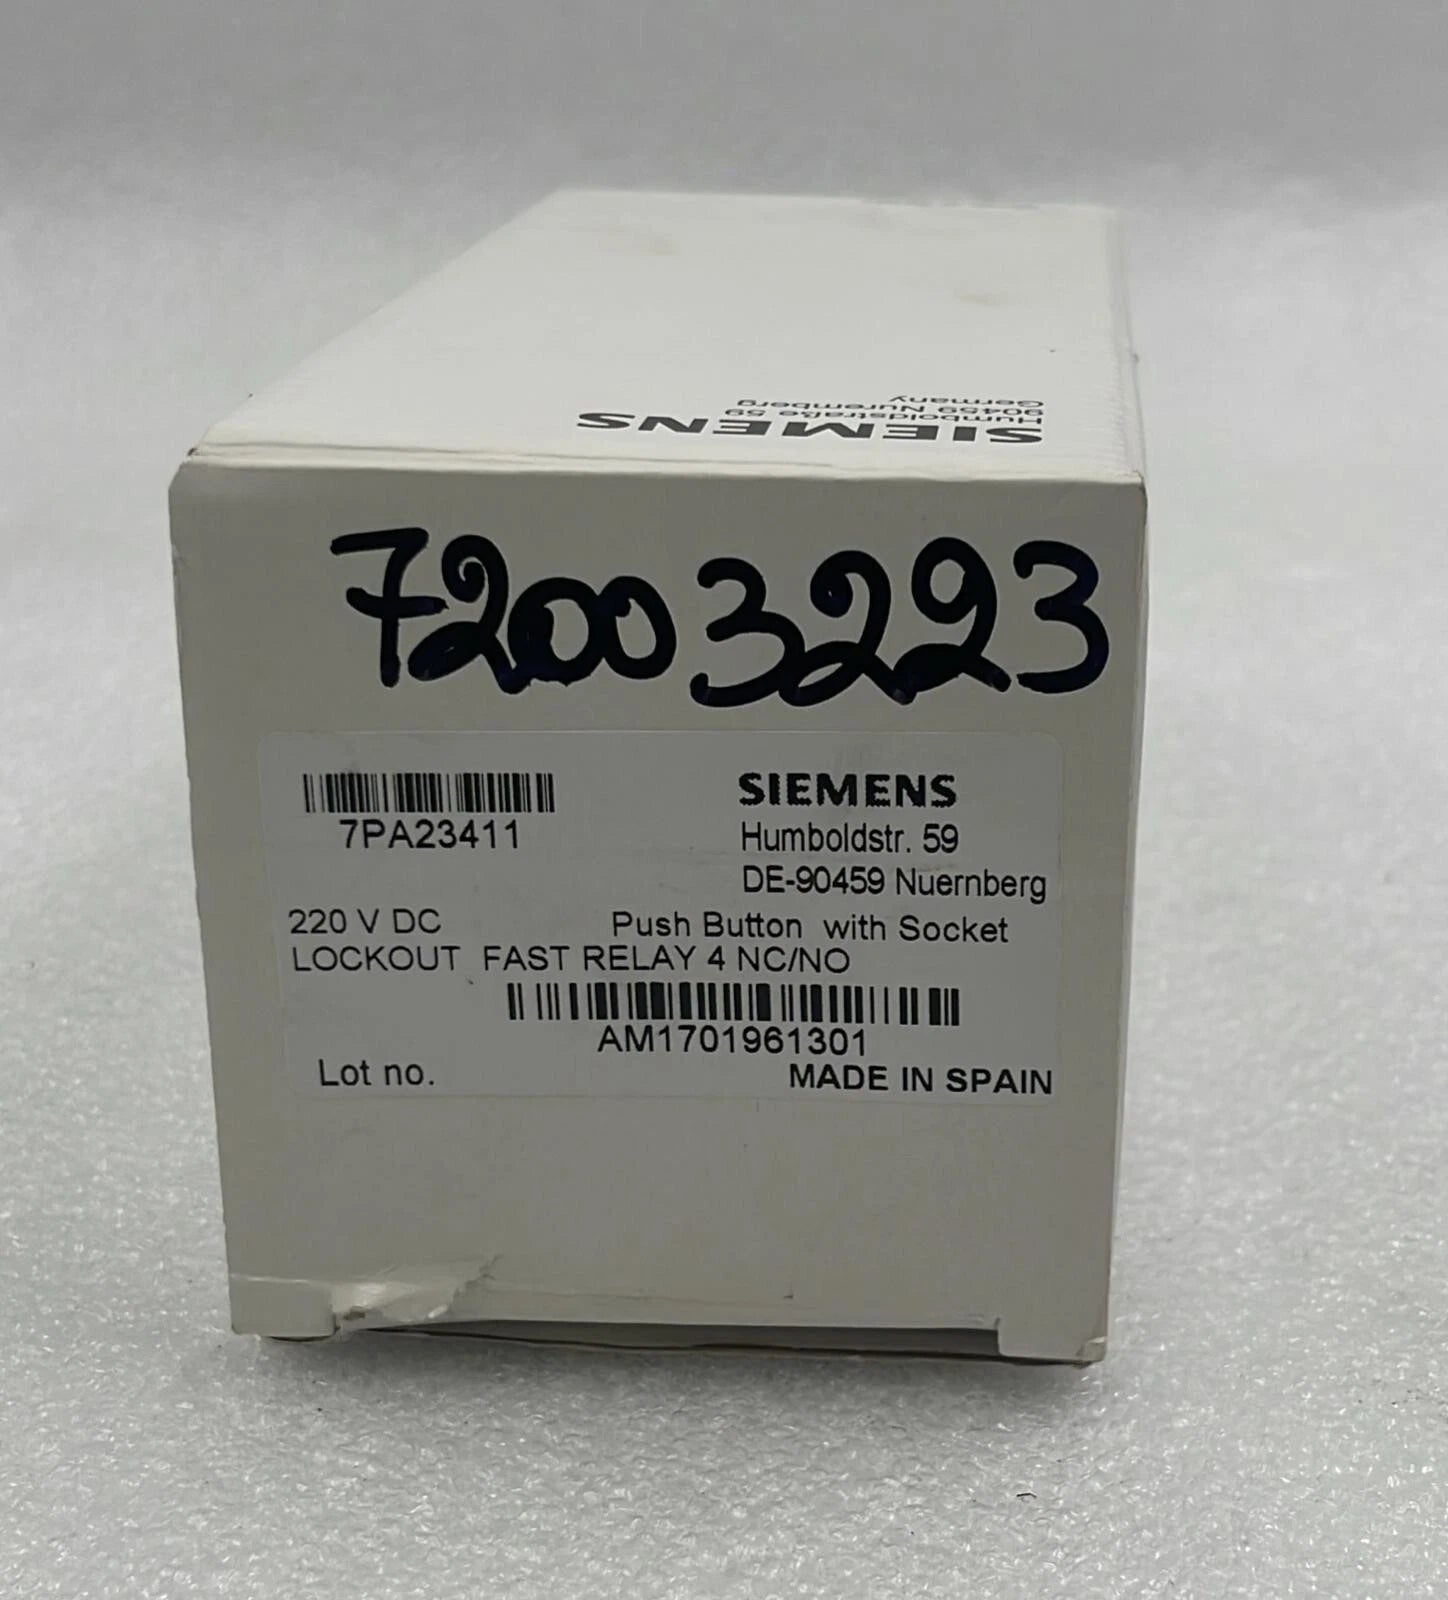 SIEMENS
Humboldstraße 59
90459 Nuremberg
Germany
72003223
7PA23411
SIEMENS
Humboldstr. 59
DE-90459 Nuernberg
220 V DC Push Button with Socket
LOCKOUT FAST RELAY 4 NC/NO
AM1701961301
Lot no. MADE IN SPAIN